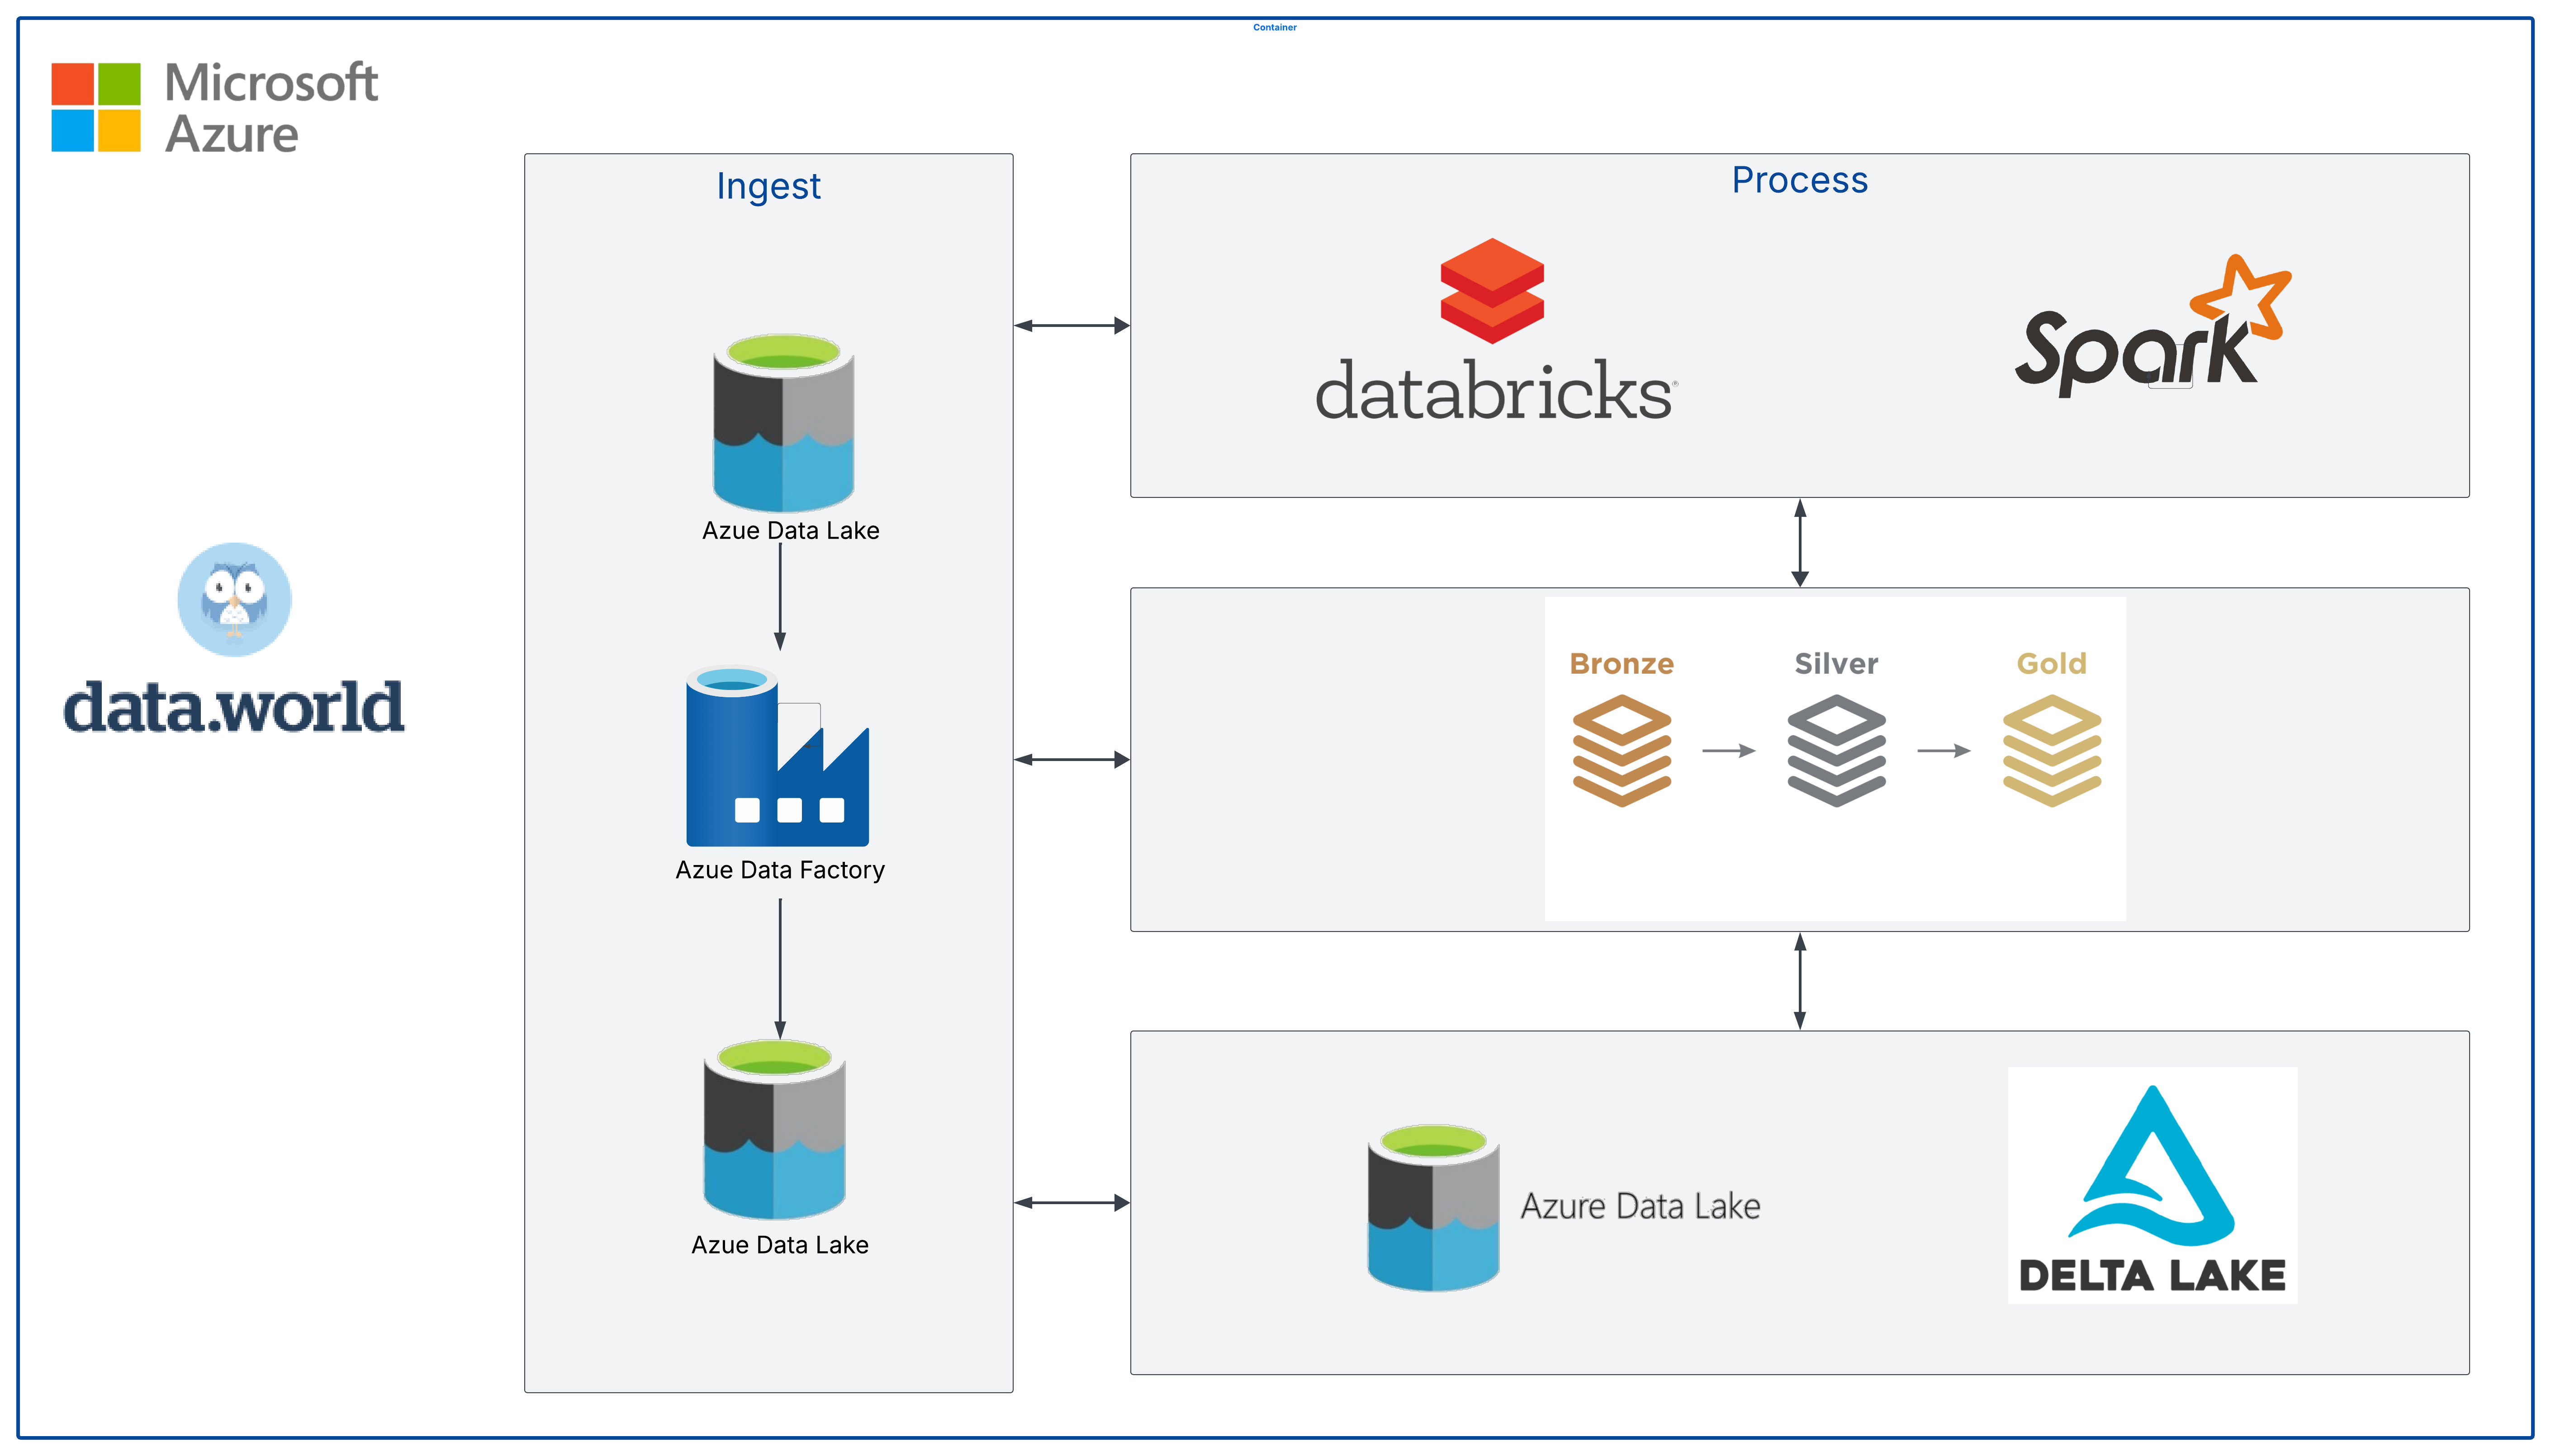 Container
Microsoft
Azure
Ingest
Process
databricks
Spark
Azue Data Lake
data.world
Bronze
Silver
Gold
Azue Data Factory
Azue Data Lake
Azure Data Lake
DELTA LAKE